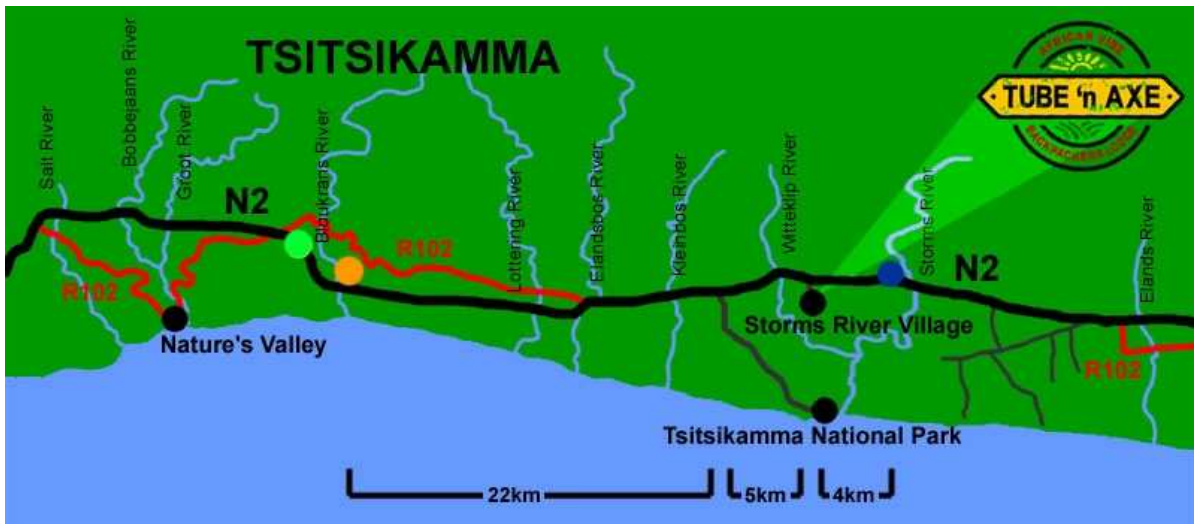 TSITSIKAMMA
AFRICAN VIBE
TUBE 'n AXE
BACKPACKERS LODGE
Salt River
Bobbejaans River
Groot River
Bloukrans River
Lottering River
Elandsbos River
Kleinbos River
Witteklip River
Storms River
Elands River
N2
R102
R102
N2
R102
Nature's Valley
Storms River Village
Tsitsikamma National Park
22km
5km
4km